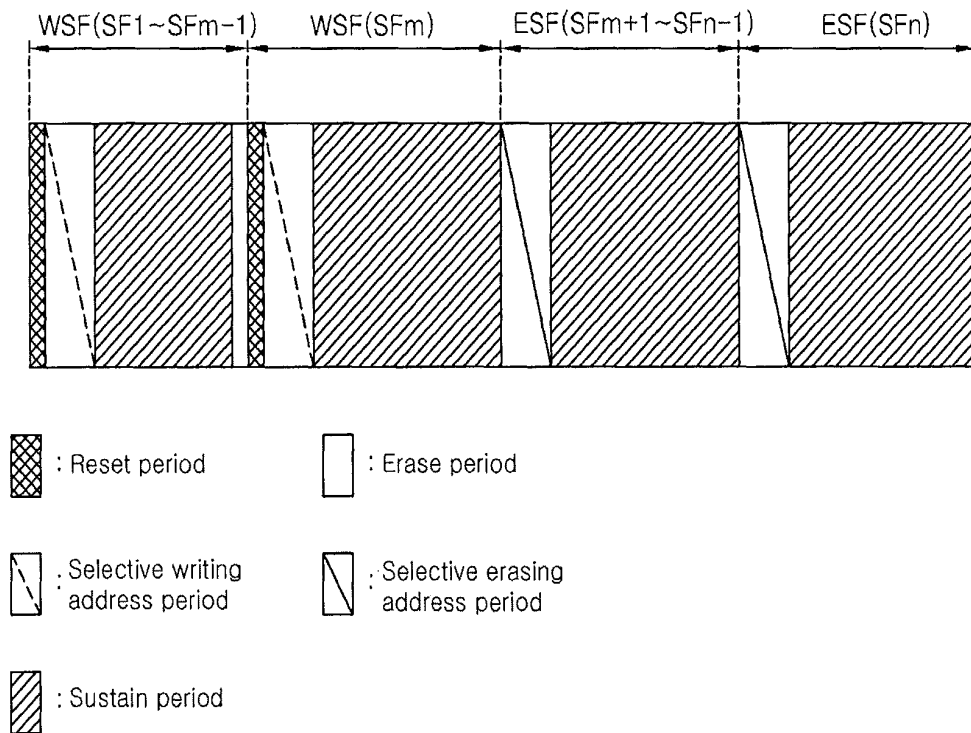 WSF(SF1~SFm-1) WSF(SFm) ESF(SFm+1~SFn-1) ESF(SFn)
: Reset period : Erase period
: Selective writing address period : Selective erasing address period
: Sustain period